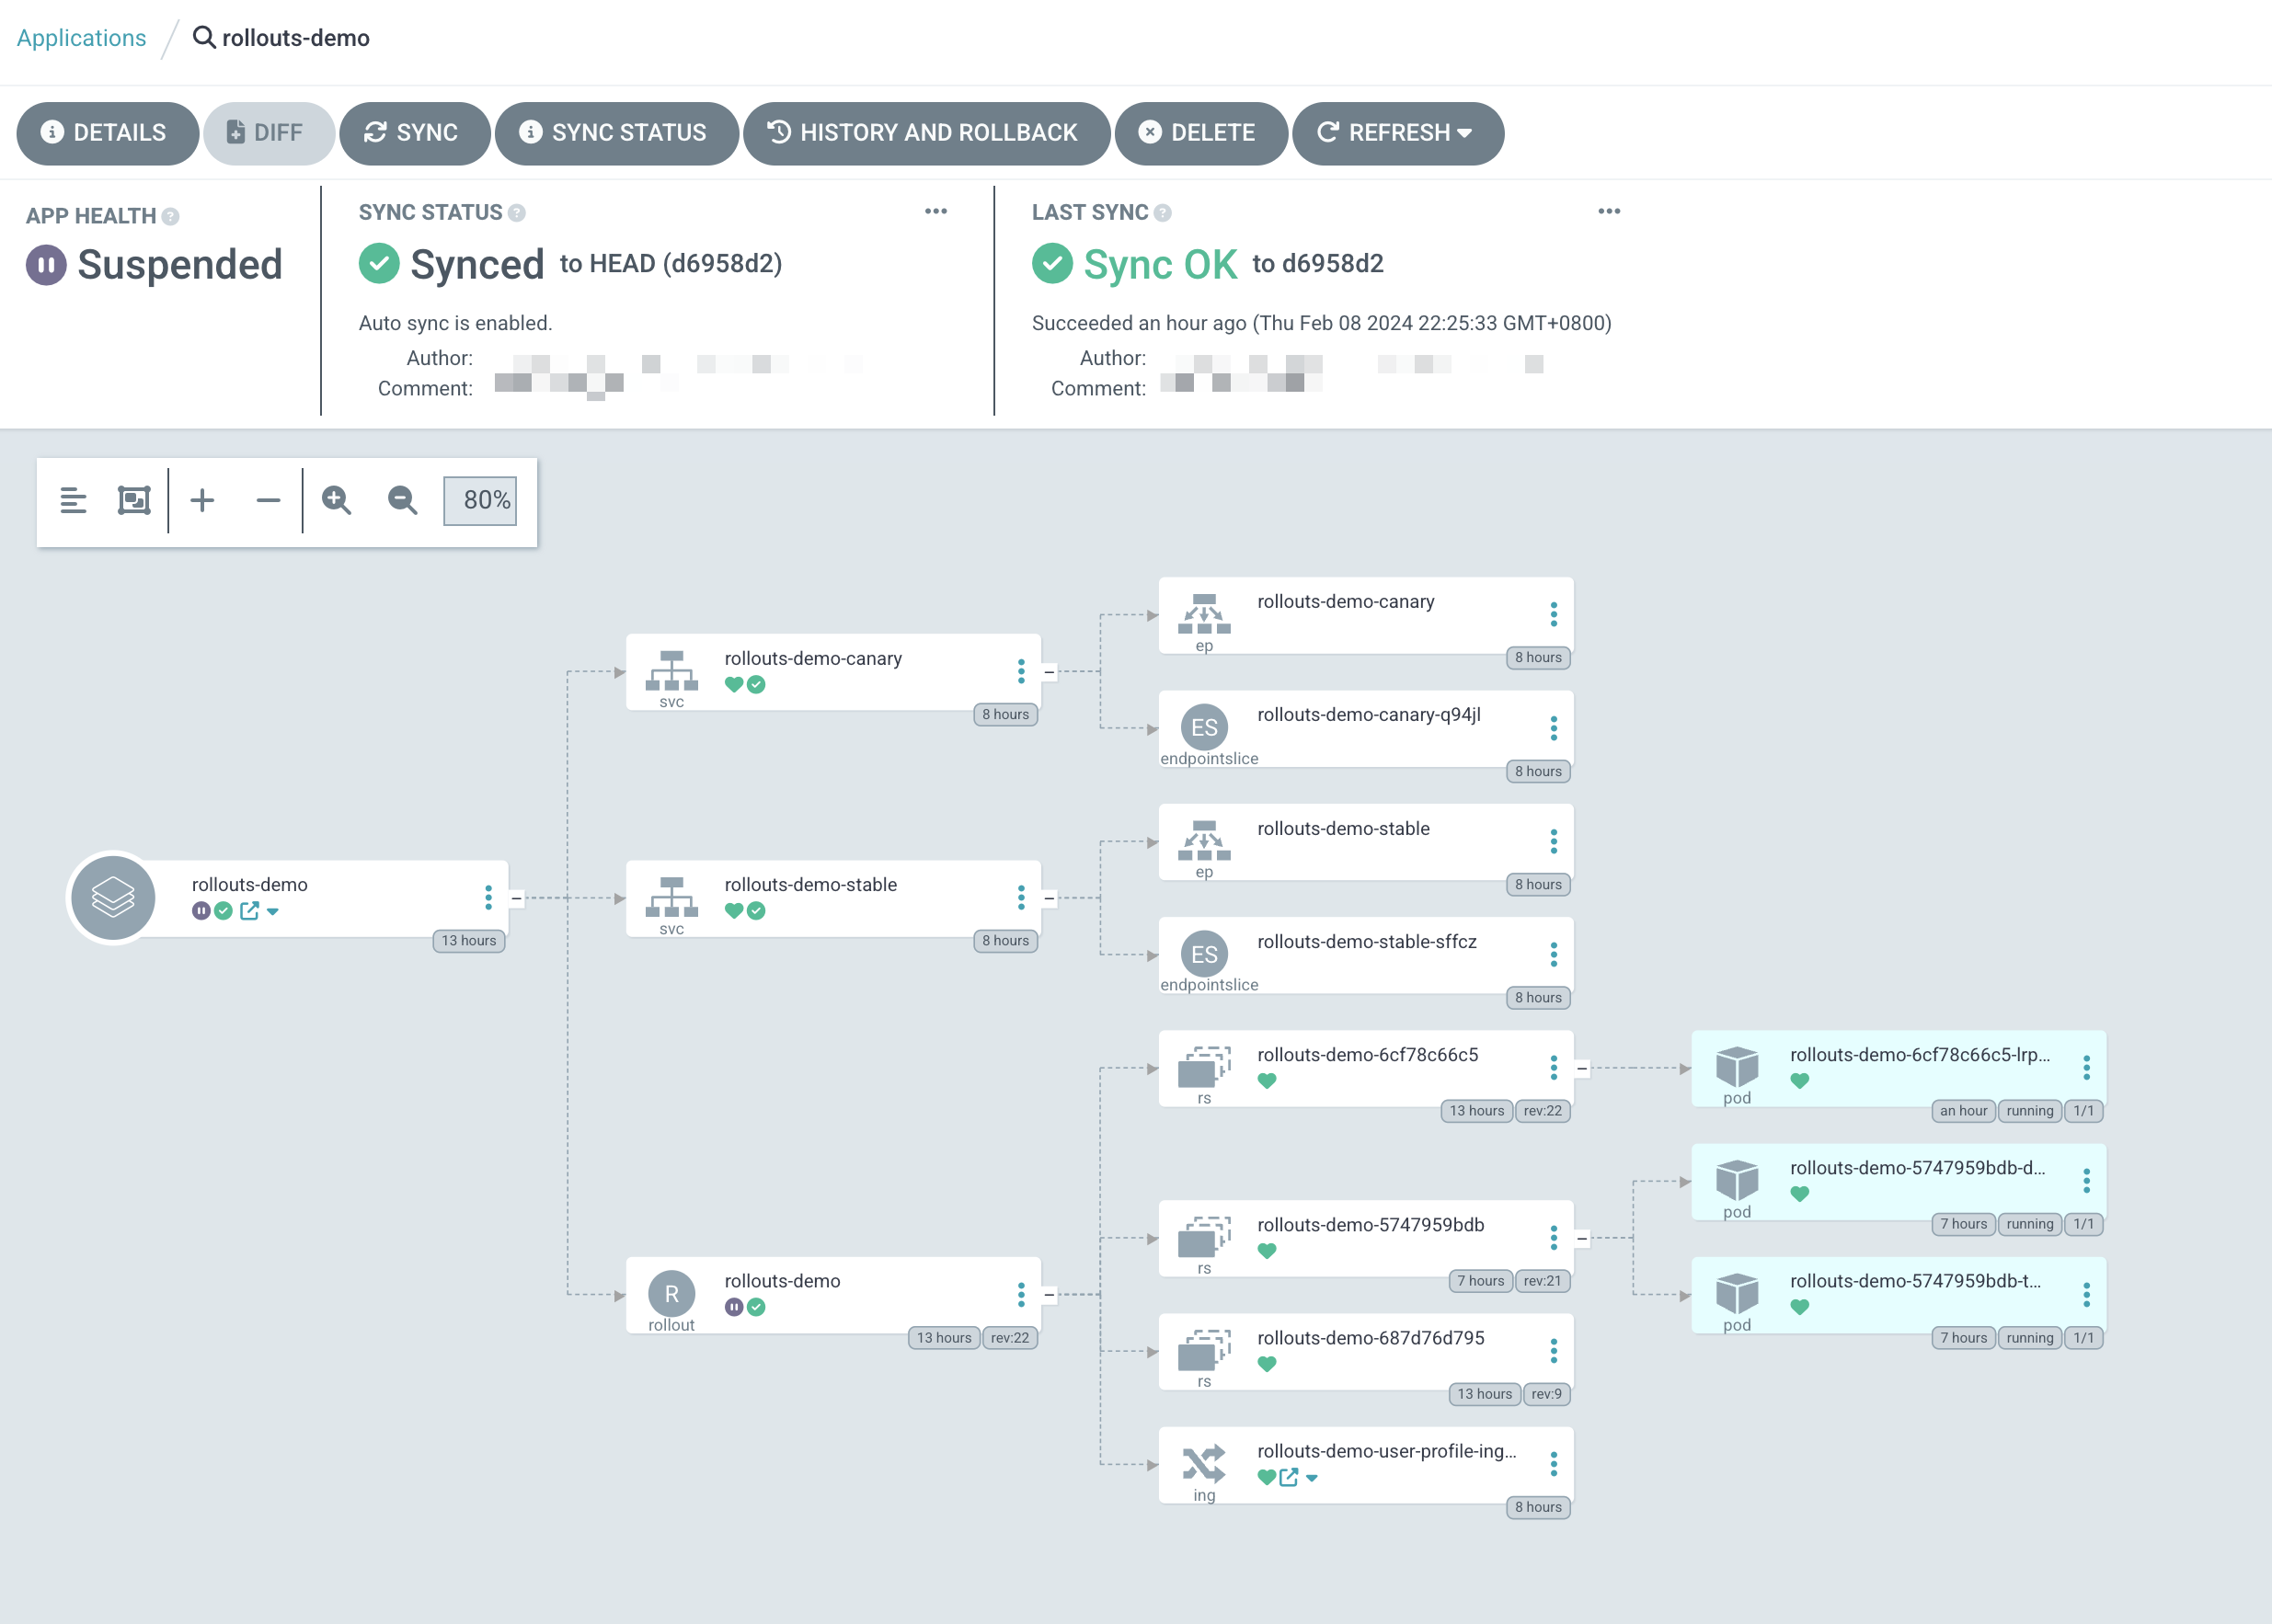 Applications / rollouts-demo
DETAILS DIFF SYNC SYNC STATUS HISTORY AND ROLLBACK DELETE REFRESH
APP HEALTH ?
Suspended
SYNC STATUS ?
Synced to HEAD (d6958d2)
Auto sync is enabled.
Author:
Comment:
LAST SYNC ?
Sync OK to d6958d2
Succeeded an hour ago (Thu Feb 08 2024 22:25:33 GMT+0800)
Author:
Comment:
80%
rollouts-demo
13 hours
svc
rollouts-demo-canary
8 hours
svc
rollouts-demo-stable
8 hours
R
rollout
rollouts-demo
13 hours rev:22
ep
rollouts-demo-canary
8 hours
ES
endpointslice
rollouts-demo-canary-q94jl
8 hours
ep
rollouts-demo-stable
8 hours
ES
endpointslice
rollouts-demo-stable-sffcz
8 hours
rs
rollouts-demo-6cf78c66c5
13 hours rev:22
rs
rollouts-demo-5747959bdb
7 hours rev:21
rs
rollouts-demo-687d76d795
13 hours rev:9
ing
rollouts-demo-user-profile-ing...
8 hours
pod
rollouts-demo-6cf78c66c5-lrp...
an hour running 1/1
pod
rollouts-demo-5747959bdb-d...
7 hours running 1/1
pod
rollouts-demo-5747959bdb-t...
7 hours running 1/1